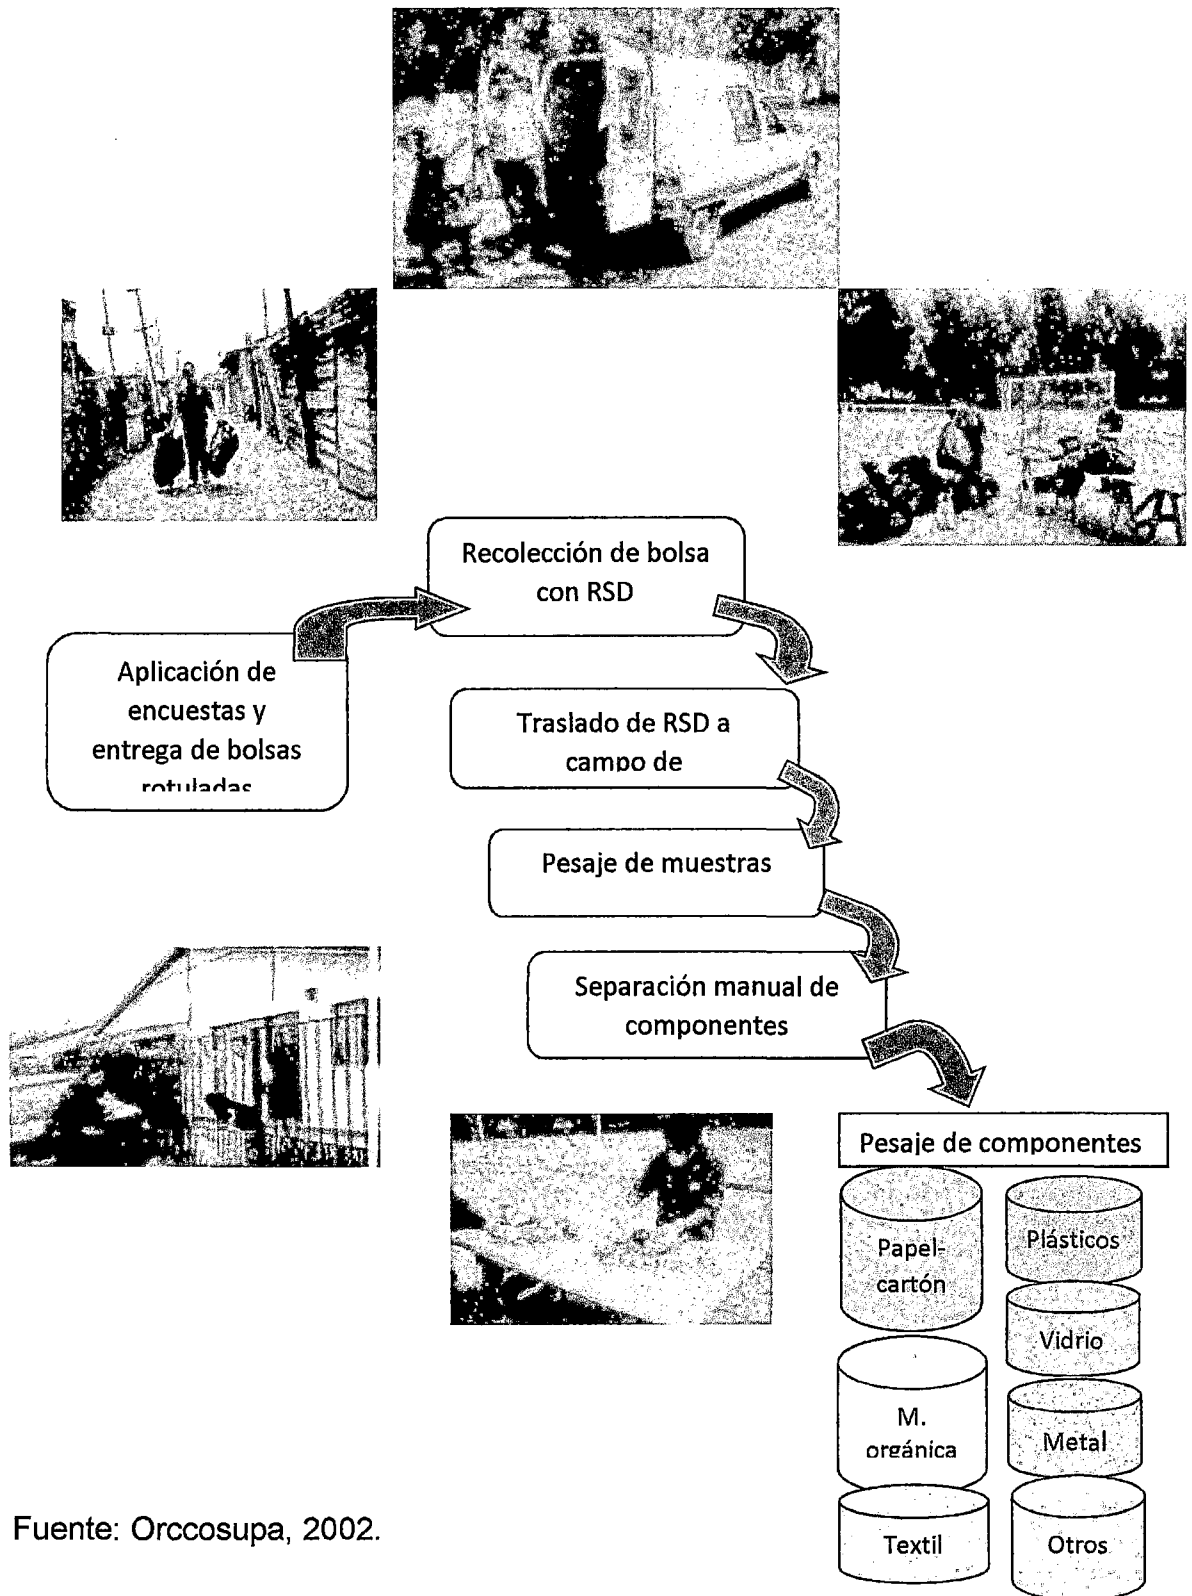 Recolección de bolsa
con RSD
Aplicación de
encuestas y
entrega de bolsas
rotuladas
Traslado de RSD a
campo de
Pesaje de muestras
Separación manual de
componentes
Pesaje de componentes
Papel-
cartón
Plásticos
Vidrio
M.
orgánica
Metal
Textil
Otros
Fuente: Orccosupa, 2002.